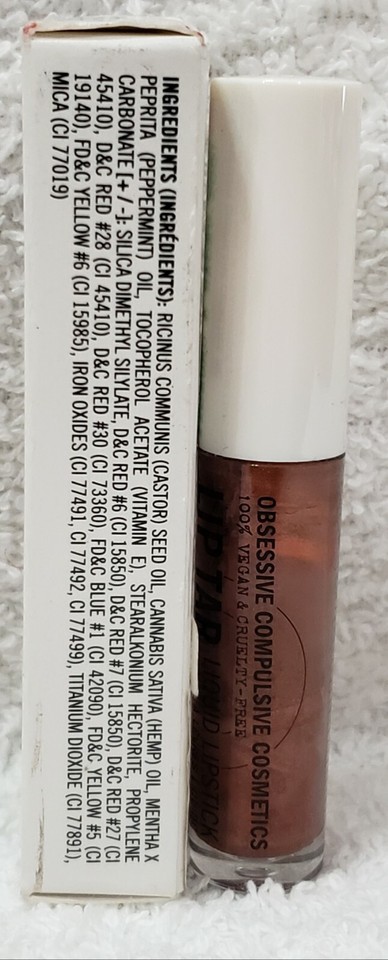 INGREDIENTS (INGRÉDIENTS): RICINUS COMMUNIS (CASTOR) SEED OIL, CANNABIS SATIVA (HEMP) OIL, MENTHA X
PEPRITA (PEPPERMINT) OIL, TOCOPHEROL ACETATE (VITAMIN E), STEARALKONIUM HECTORITE, PROPYLENE
CARBONATE [+ / -]: SILICA DIMETHYL SILYLATE, D&C RED #6 (CI 15850), D&C RED #7 (CI 15850), D&C RED #27 (CI
45410), D&C RED #28 (CI 45410), D&C RED #30 (CI 73360), FD&C BLUE #1 (CI 42090), FD&C YELLOW #5 (CI
19140), FD&C YELLOW #6 (CI 15985), IRON OXIDES (CI 77491, CI 77492, CI 77499), TITANIUM DIOXIDE (CI 77891),
MICA (CI 77019)
OBSESSIVE COMPULSIVE COSMETICS
100% VEGAN & CRUELTY-FREE
LIP TAR LIQUID LIPSTICK